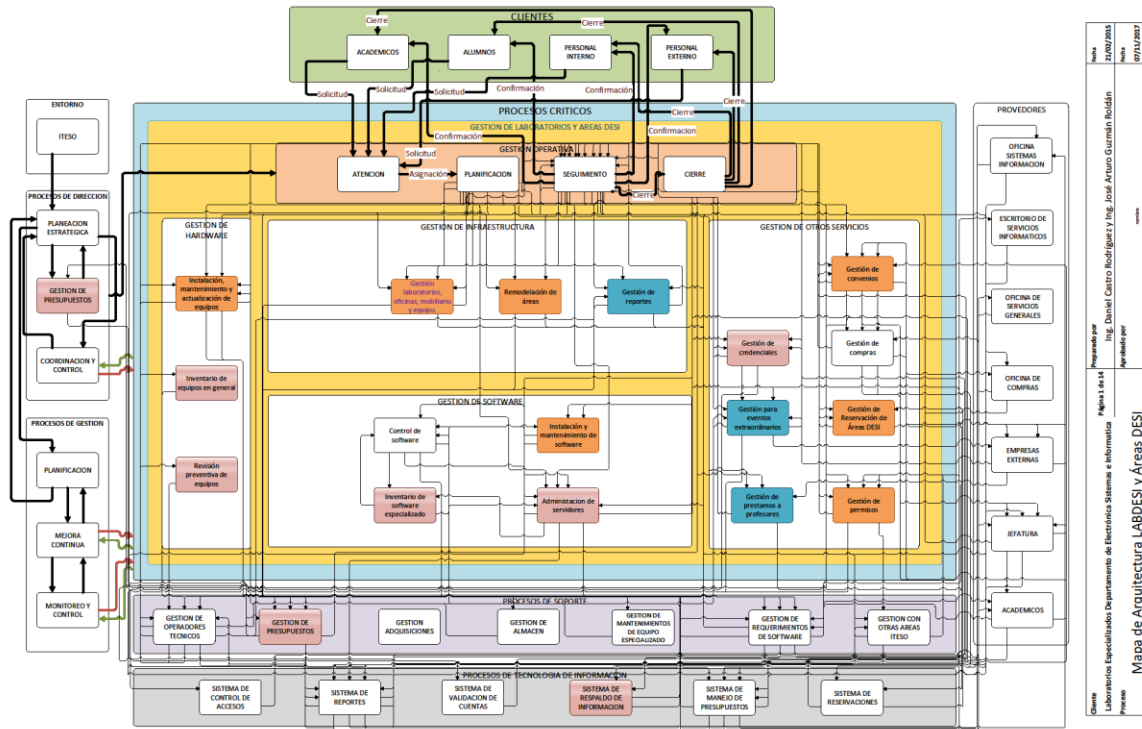 CLIENTES
Cierre
Cierre
ACADEMICOS
ALUMNOS
PERSONAL
INTERNO
PERSONAL
EXTERNO
Solicitud
Solicitud
Solicitud
Confirmación
Confirmación
Cierre
Cierre
Confirmación
Confirmacion
Solicitud
ENTORNO
ITESO
PROCESOS DE DIRECCION
PLANEACION
ESTRATEGICA
GESTION DE
PRESUPUESTOS
COORDINACION Y
CONTROL
PROCESOS DE GESTION
PLANIFICACION
MEJORA
CONTINUA
MONITOREO Y
CONTROL
PROCESOS CRITICOS
GESTION DE LABORATORIOS Y AREAS DESI
GESTION OPERATIVA
ATENCION
Asignación
PLANIFICACION
SEGUIMIENTO
Cierre
CIERRE
GESTION DE
HARDWARE
Instalación,
mantenimiento y
actualización de
equipos
Inventario de
equipos en general
Revisión
preventiva de
equipos
GESTION DE INFRAESTRUCTURA
Gestión
laboratorios,
oficinas, mobiliario
y equipo.
Remodelación de
áreas
Gestión de
reportes
GESTION DE SOFTWARE
Control de
software
Instalación y
mantenimiento de
software
Inventario de
software
especializado
Administacion de
servidores
GESTION DE OTROS SERVICIOS
Gestión de
convenios
Gestión de
credenciales
Gestión de
compras
Gestión para
eventos
extraordinarios
Gestión de
Reservación de
Áreas DESI
Gestión de
prestamos a
profesores
Gestión de
permisos
PROVEDORES
OFICINA
SISTEMAS
INFORMACION
ESCRITORIO DE
SERVICIOS
INFORMATICOS
OFICINA DE
SERVICIOS
GENERALES
OFICINA DE
COMPRAS
EMPRESAS
EXTERNAS
JEFATURA
ACADEMICOS
PROCESOS DE SOPORTE
GESTION DE
OPERADORES
TECNICOS
GESTION DE
PRESUPUESTOS
GESTION
ADQUISICIONES
GESTION DE
ALMACEN
GESTION DE
MANTENIMIENTOS
DE EQUIPO
ESPEGALIZADO
GESTION DE
REQUERIMIENTOS
DE SOFTWARE
GESTION CON
OTRAS AREAS
ITESO
PROCESOS DE TECNOLOGIA DE INFORMACION
SISTEMA DE
CONTROL DE
ACCESOS
SISTEMA DE
REPORTES
SISTEMA DE
VALIDACION DE
CUENTAS
SISTEMA DE
RESPALDO DE
INFORMACION
SISTEMA DE
MANEJO DE
PRESUPUESTOS
SISTEMA DE
RESERVACIONES
Cliente
Laboratorios Especializados Departamento de Electrónica Sistemas e Informatica
Página 1 de 14
Preparado por
Ing. Daniel Castro Rodríguez y Ing. José Arturo Guzmán Roldán
Fecha
21/02/2015
Proceso
Mapa de Arquitectura LABDESI y Áreas DESI
Aprobado por
nombre
Fecha
07/11/2017